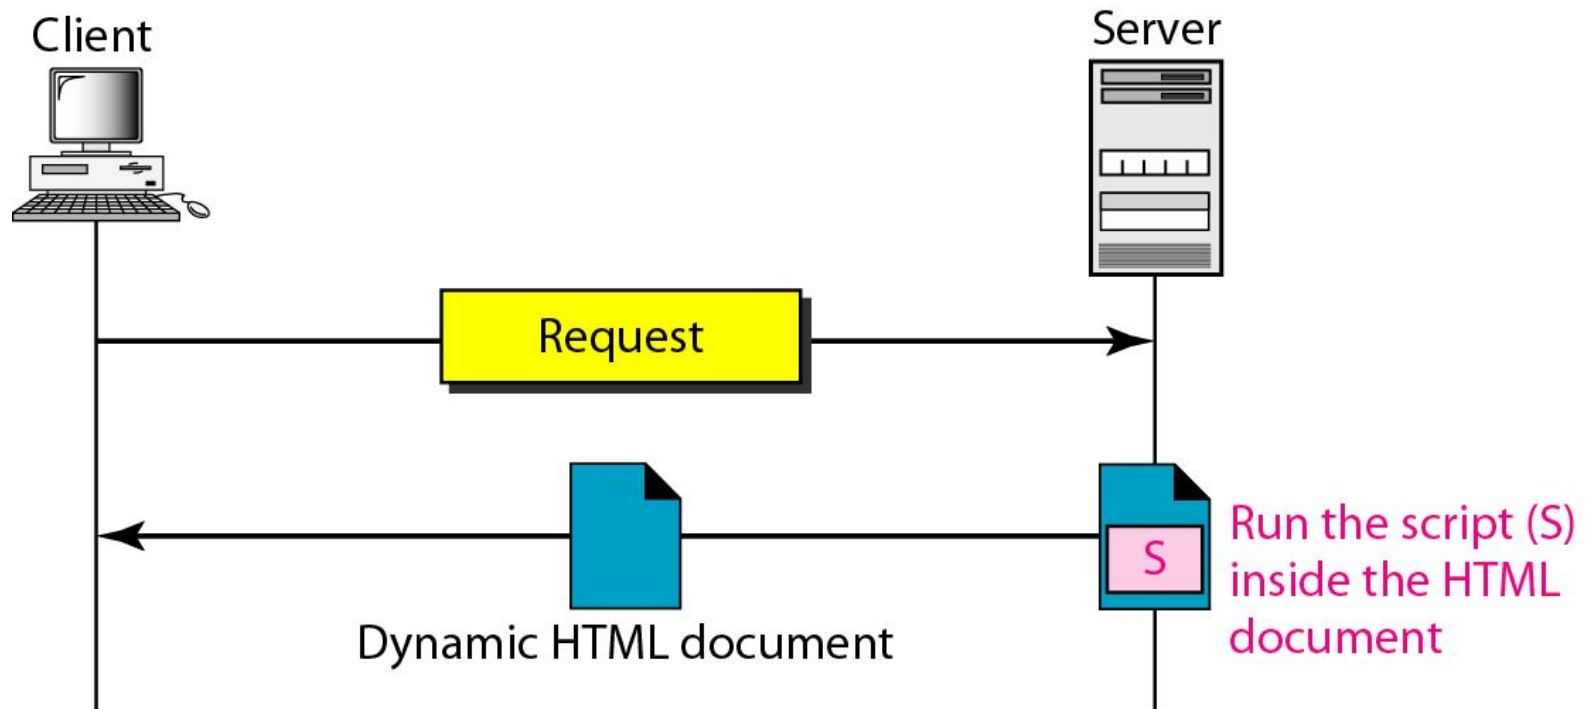 Client
Server
Request
S
Run the script (S)
inside the HTML
document
Dynamic HTML document